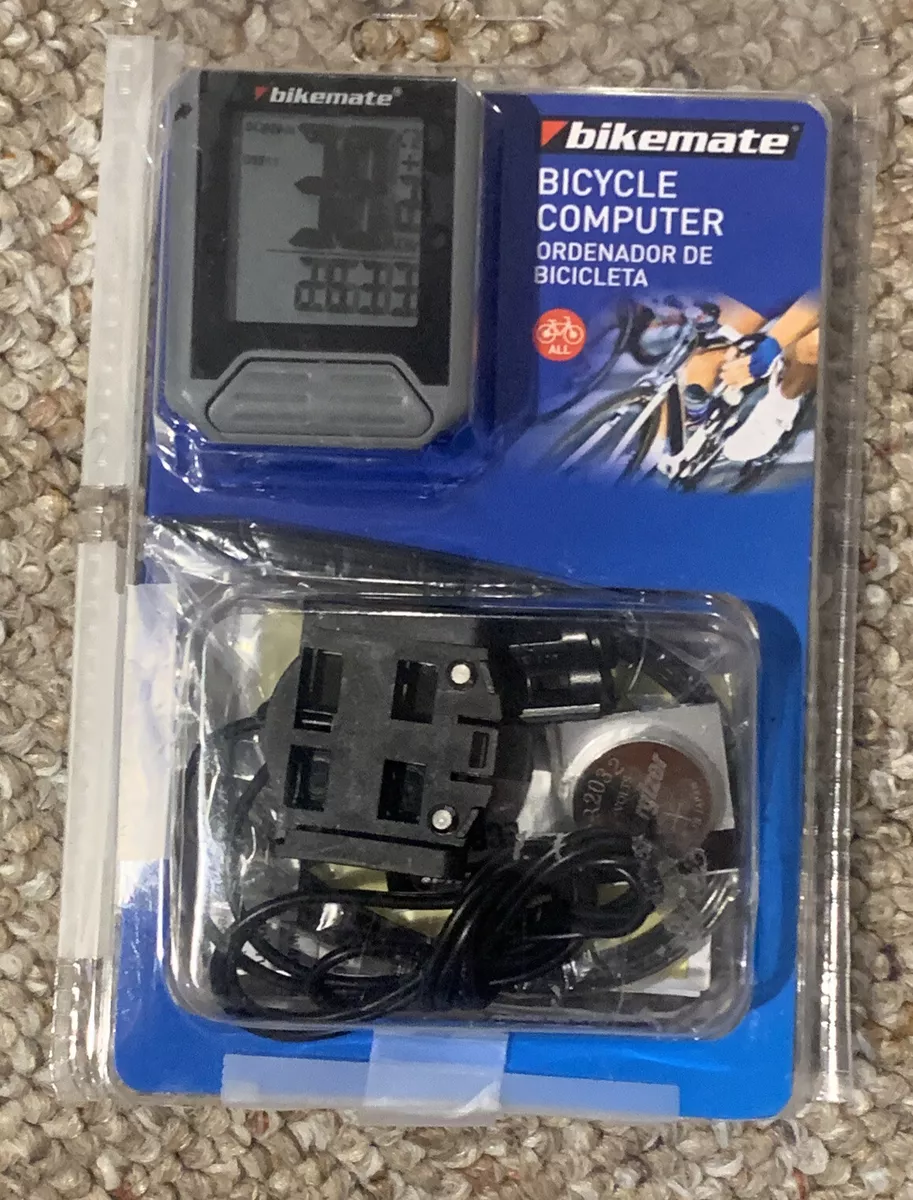 bikemate®
bikemate®
BICYCLE
COMPUTER
ORDENADOR DE
BICICLETA
ALL